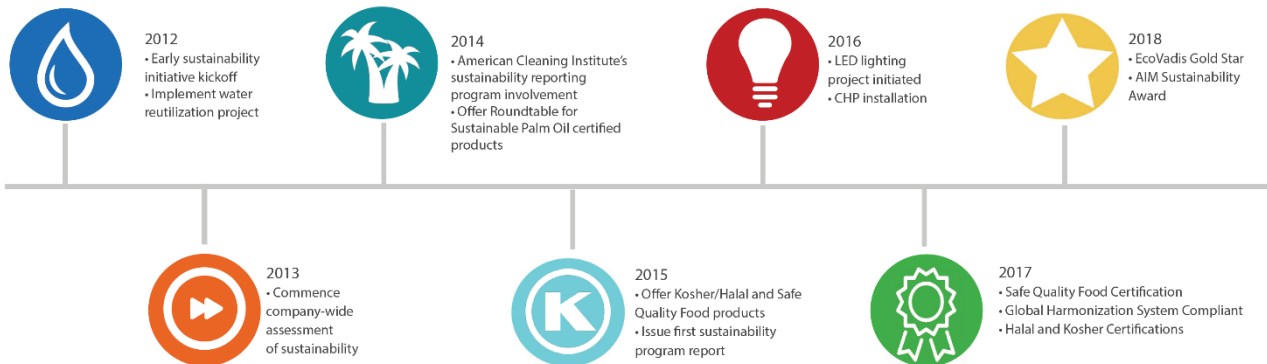 2012
• Early sustainability
initiative kickoff
• Implement water
reutilization project
2014
• American Cleaning Institute's
sustainability reporting
program involvement
• Offer Roundtable for
Sustainable Palm Oil certified
products
2016
• LED lighting
project initiated
• CHP installation
2018
• EcoVadis Gold Star
• AIM Sustainability
Award
2013
• Commence
company-wide
assessment
of sustainability
K
2015
• Offer Kosher/Halal and Safe
Quality Food products
• Issue first sustainability
program report
2017
• Safe Quality Food Certification
• Global Harmonization System Compliant
• Halal and Kosher Certifications